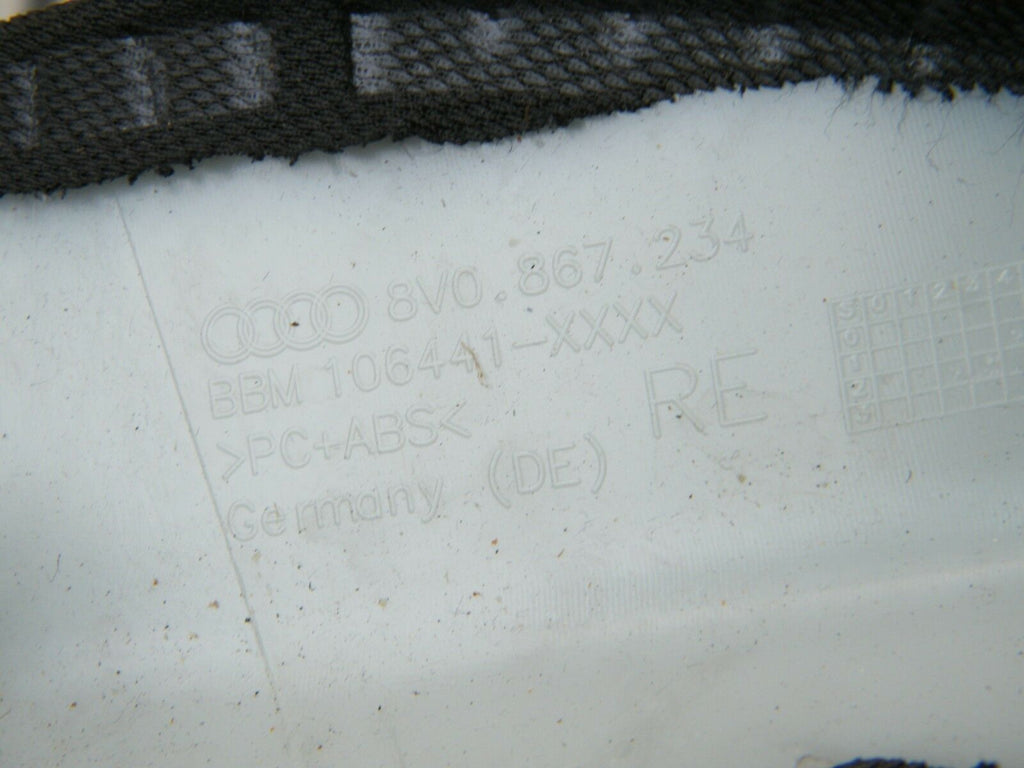 8V0.867.234
BBM 106441-XXXX
>PC+ABS<
RE
Germany (DE)